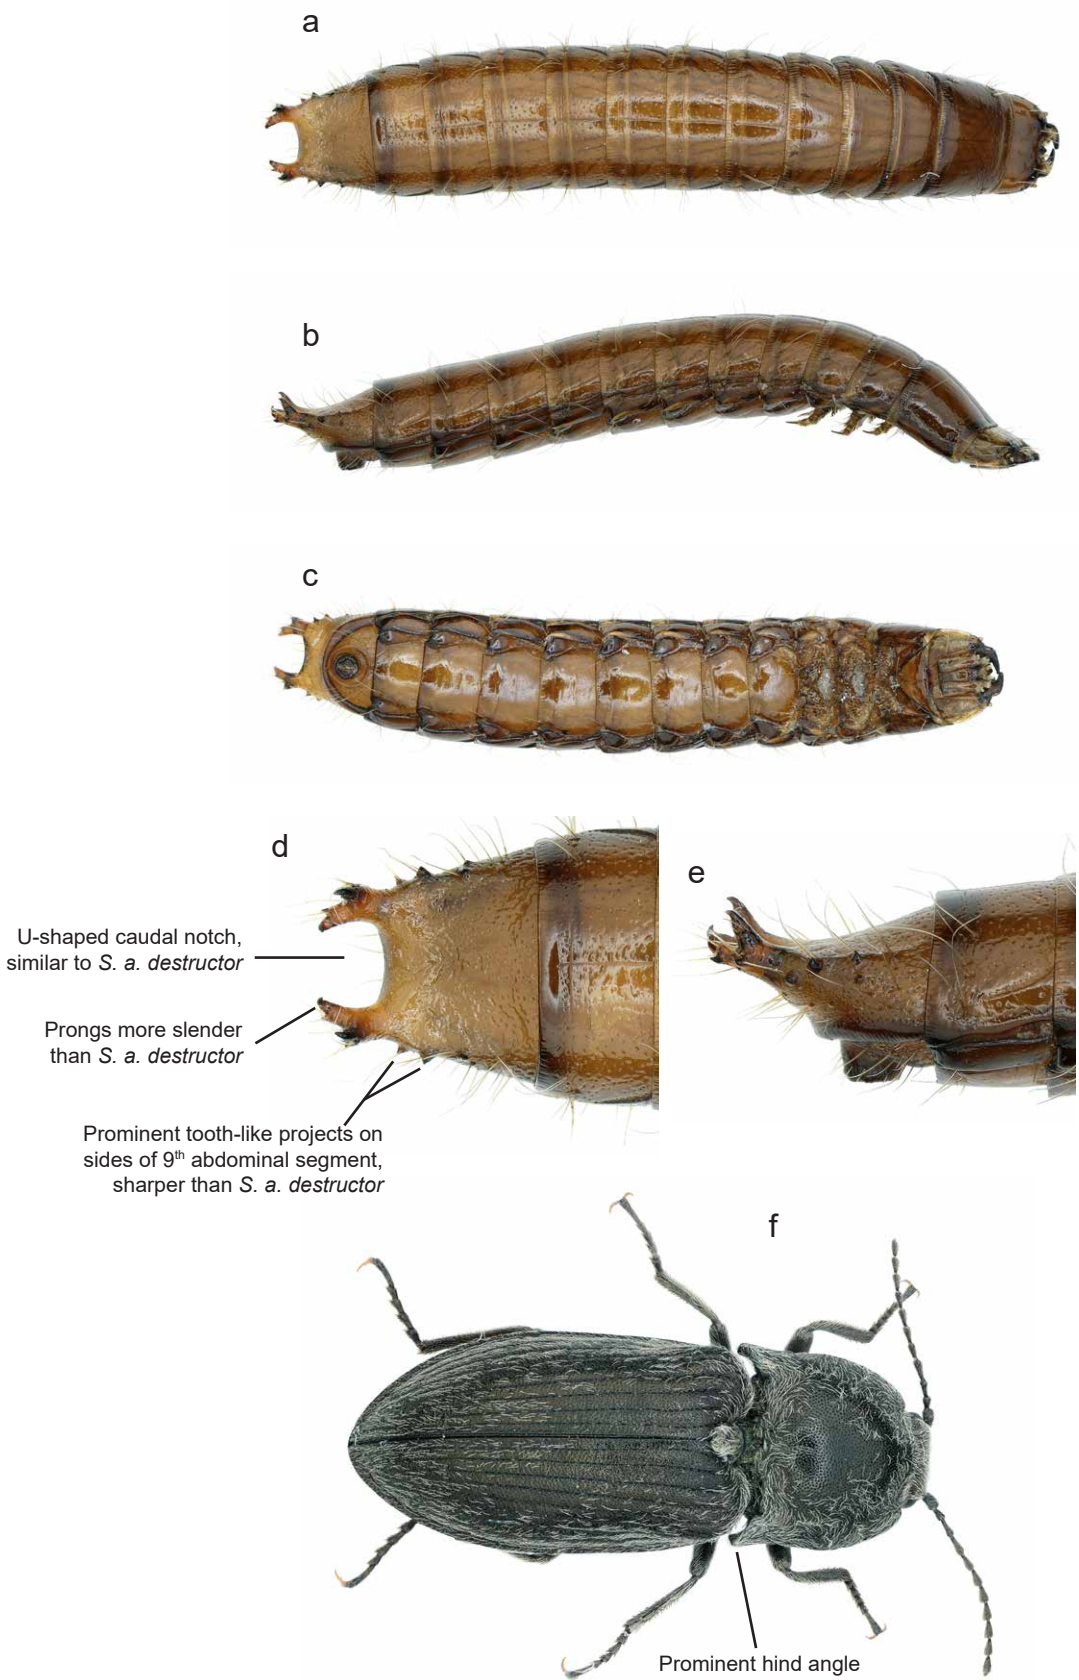 a
b
c
d
e
U-shaped caudal notch,
similar to S. a. destructor
Prongs more slender
than S. a. destructor
Prominent tooth-like projects on
sides of 9th abdominal segment,
sharper than S. a. destructor
f
Prominent hind angle